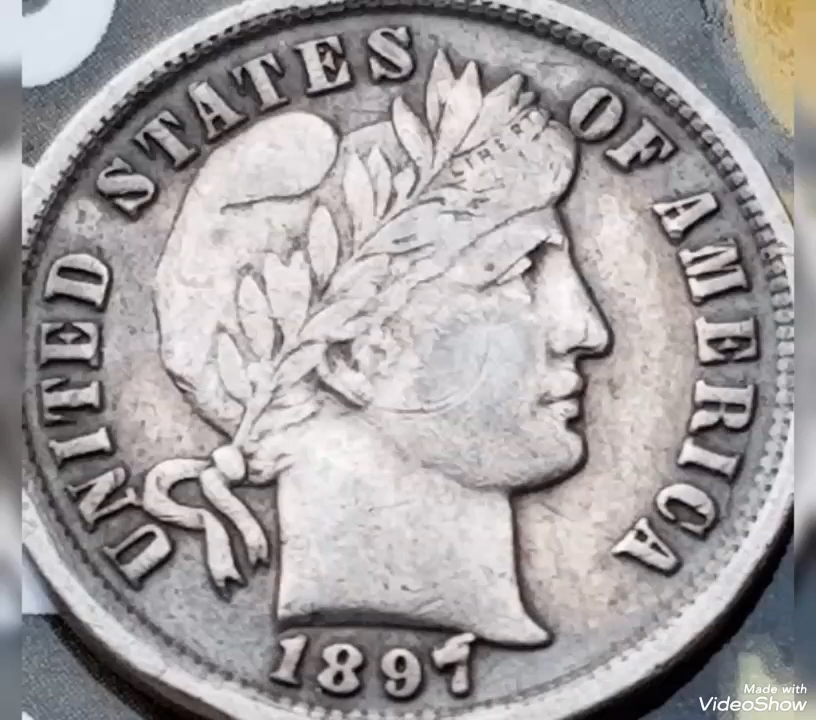 UNITED STATES OF AMERICA
LIBERTY
1897
Made with
VideoShow